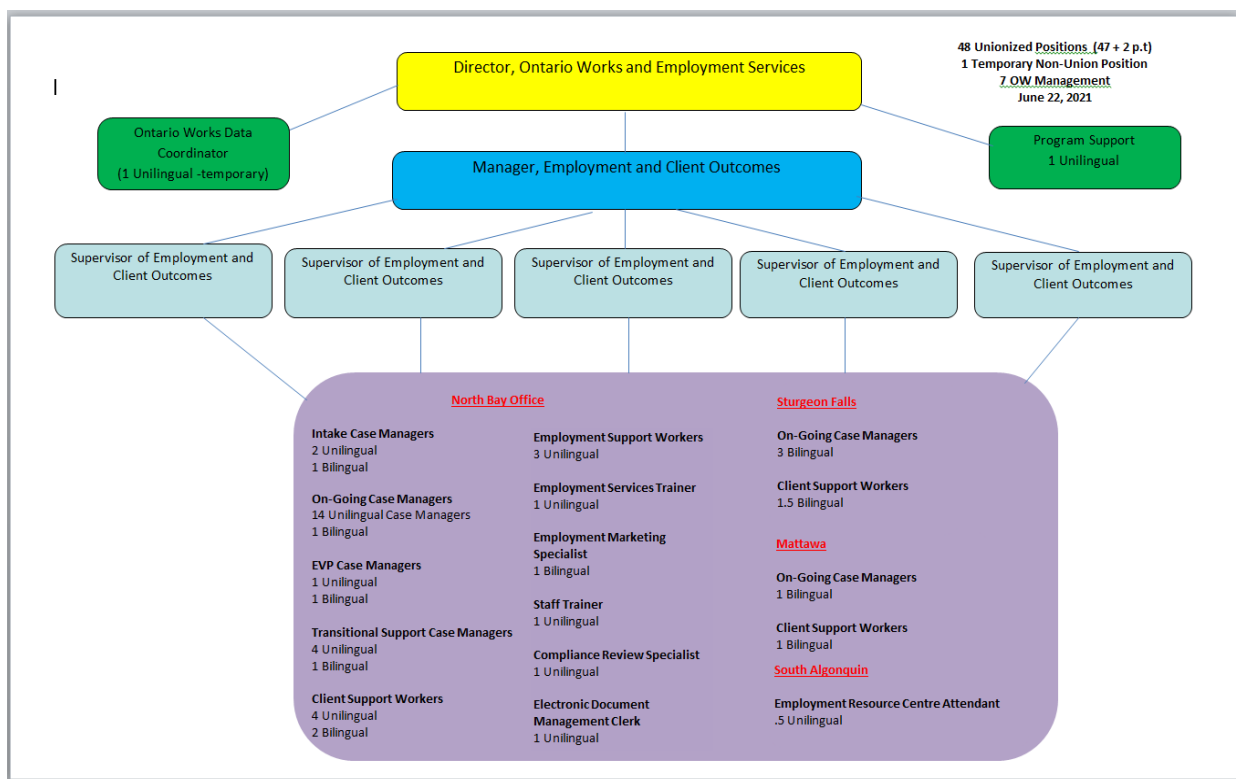 48 Unionized Positions (47 + 2 p.t)
1 Temporary Non-Union Position
7 OW Management
June 22, 2021
Director, Ontario Works and Employment Services
Ontario Works Data
Coordinator
(1 Unilingual -temporary)
Program Support
1 Unilingual
Manager, Employment and Client Outcomes
Supervisor of Employment and
Client Outcomes
Supervisor of Employment and
Client Outcomes
Supervisor of Employment and
Client Outcomes
Supervisor of Employment and
Client Outcomes
Supervisor of Employment and
Client Outcomes
North Bay Office
Intake Case Managers
2 Unilingual
1 Bilingual
On-Going Case Managers
14 Unilingual Case Managers
1 Bilingual
EVP Case Managers
1 Unilingual
1 Bilingual
Transitional Support Case Managers
4 Unilingual
1 Bilingual
Client Support Workers
4 Unilingual
2 Bilingual
Employment Support Workers
3 Unilingual
Employment Services Trainer
1 Unilingual
Employment Marketing
Specialist
1 Bilingual
Staff Trainer
1 Unilingual
Compliance Review Specialist
1 Unilingual
Electronic Document
Management Clerk
1 Unilingual
Sturgeon Falls
On-Going Case Managers
3 Bilingual
Client Support Workers
1.5 Bilingual
Mattawa
On-Going Case Managers
1 Bilingual
Client Support Workers
1 Bilingual
South Algonquin
Employment Resource Centre Attendant
.5 Unilingual